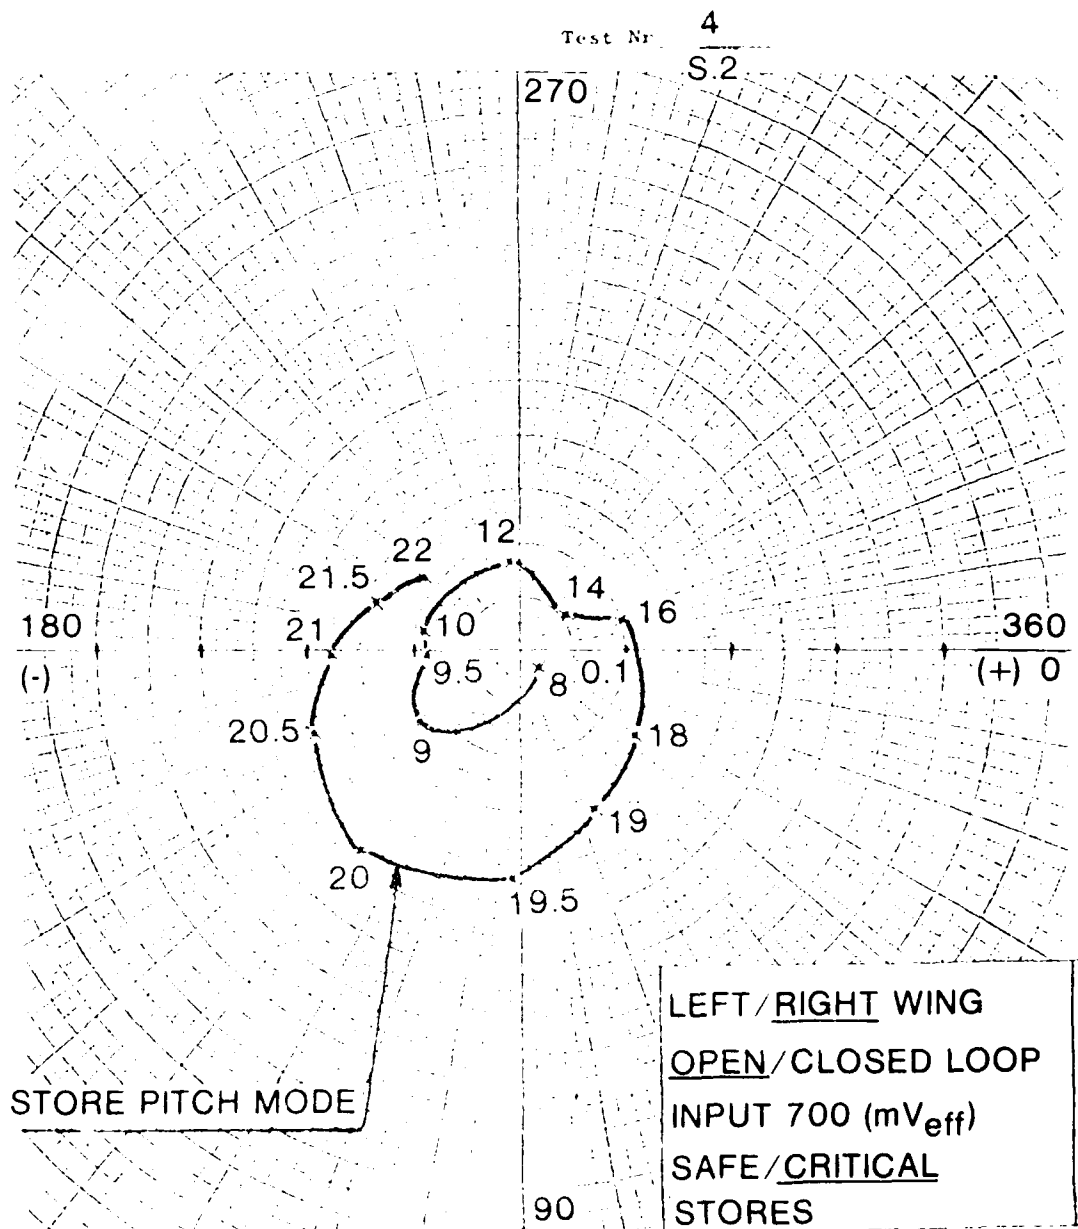 Test Nr 4
S.2
270
12
22
21.5
14
16
180
21
10
360
(-)
9.5
8
0.1
(+) 0
20.5
9
18
19
20
19.5
LEFT/RIGHT WING
OPEN/CLOSED LOOP
STORE PITCH MODE
INPUT 700 (mVeff)
SAFE/CRITICAL
STORES
90